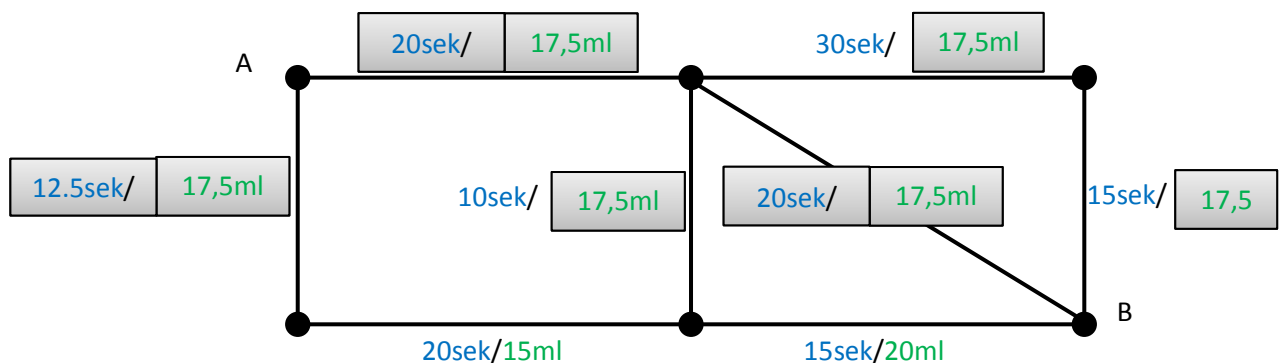 20sek/ 17,5ml
30sek/ 17,5ml
A
12.5sek/ 17,5ml
10sek/ 17,5ml
20sek/ 17,5ml
15sek/ 17,5
B
20sek/15ml
15sek/20ml